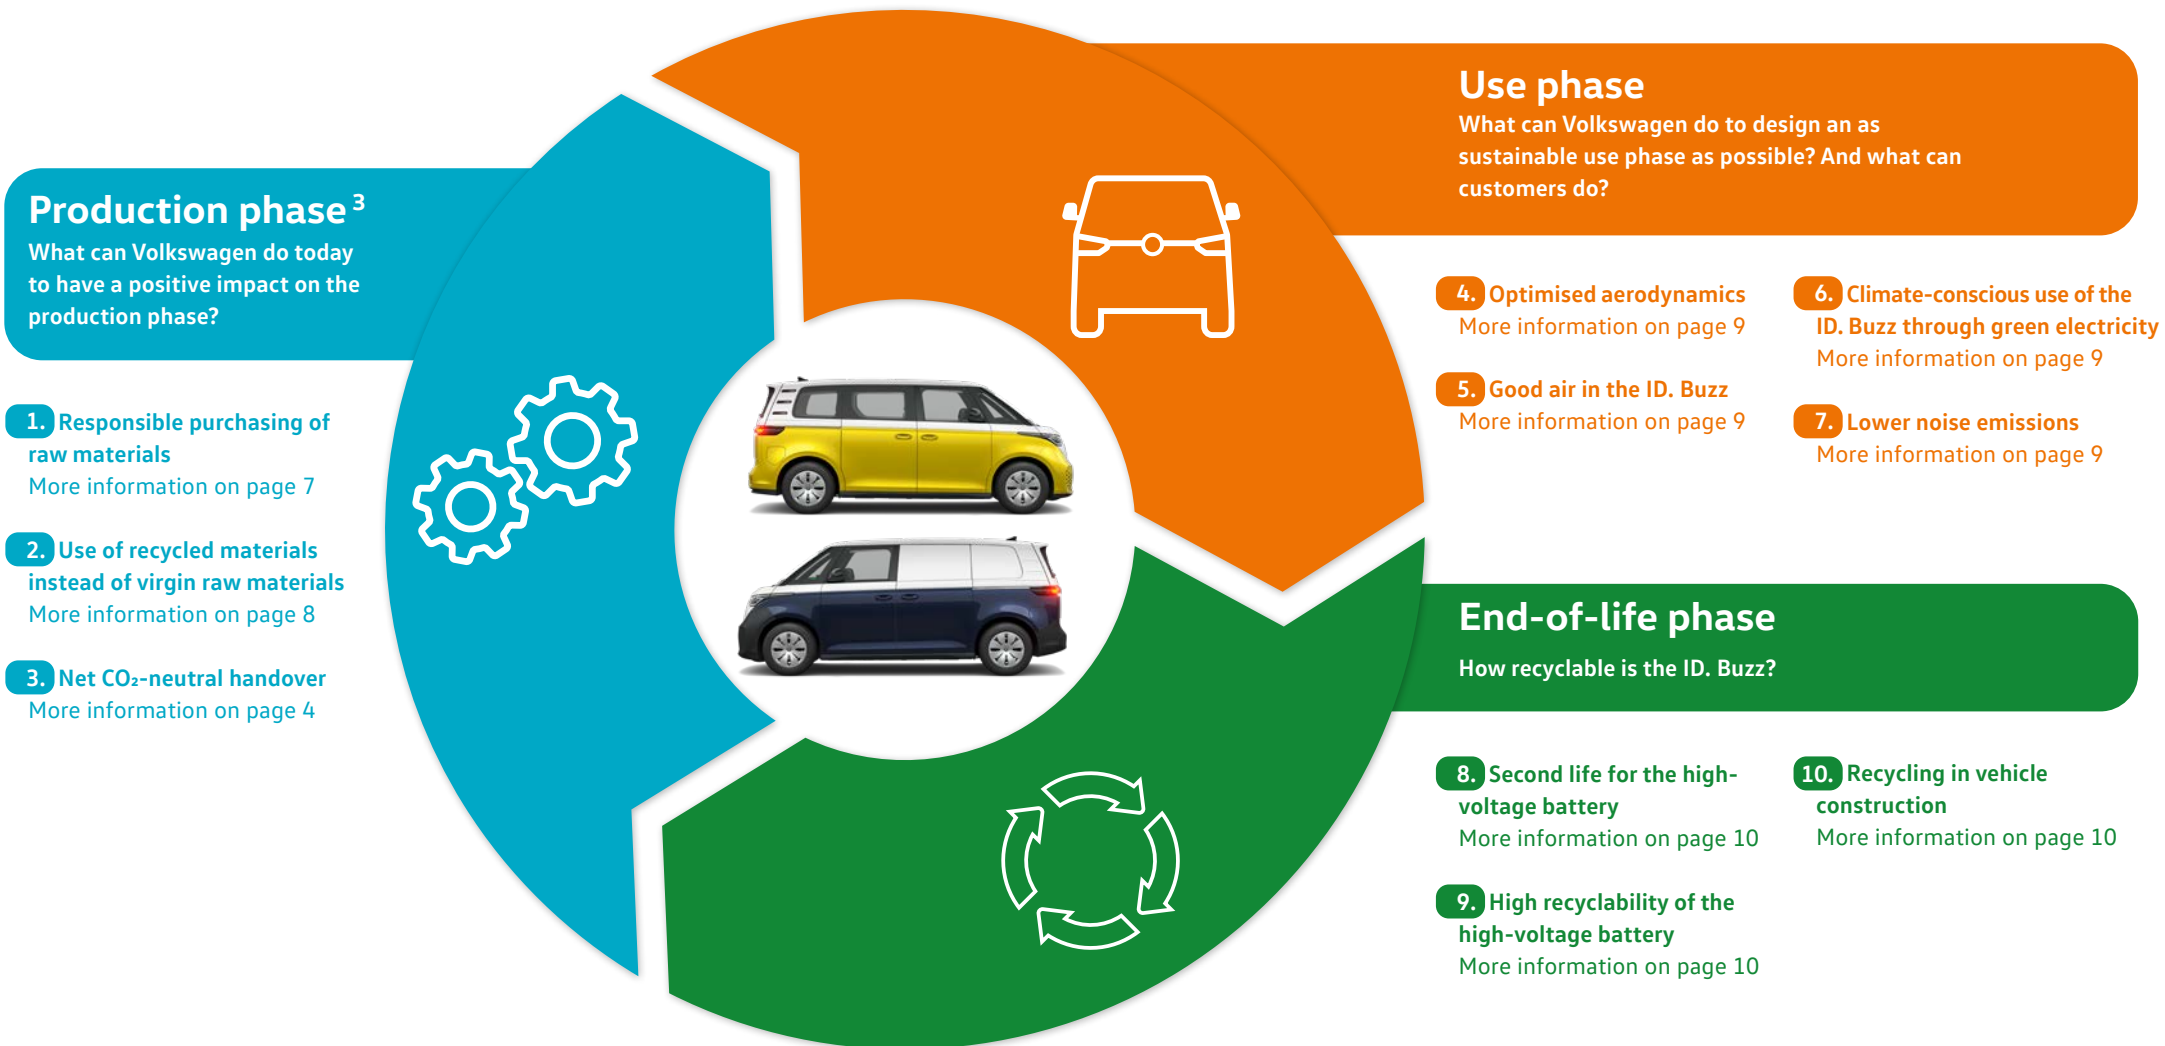 Production phase 3
What can Volkswagen do today
to have a positive impact on the
production phase?
1. Responsible purchasing of
raw materials
More information on page 7
2. Use of recycled materials
instead of virgin raw materials
More information on page 8
3. Net CO₂-neutral handover
More information on page 4
Use phase
What can Volkswagen do to design an as
sustainable use phase as possible? And what can
customers do?
4. Optimised aerodynamics
More information on page 9
5. Good air in the ID. Buzz
More information on page 9
6. Climate-conscious use of the
ID. Buzz through green electricity
More information on page 9
7. Lower noise emissions
More information on page 9
End-of-life phase
How recyclable is the ID. Buzz?
8. Second life for the high-
voltage battery
More information on page 10
9. High recyclability of the
high-voltage battery
More information on page 10
10. Recycling in vehicle
construction
More information on page 10